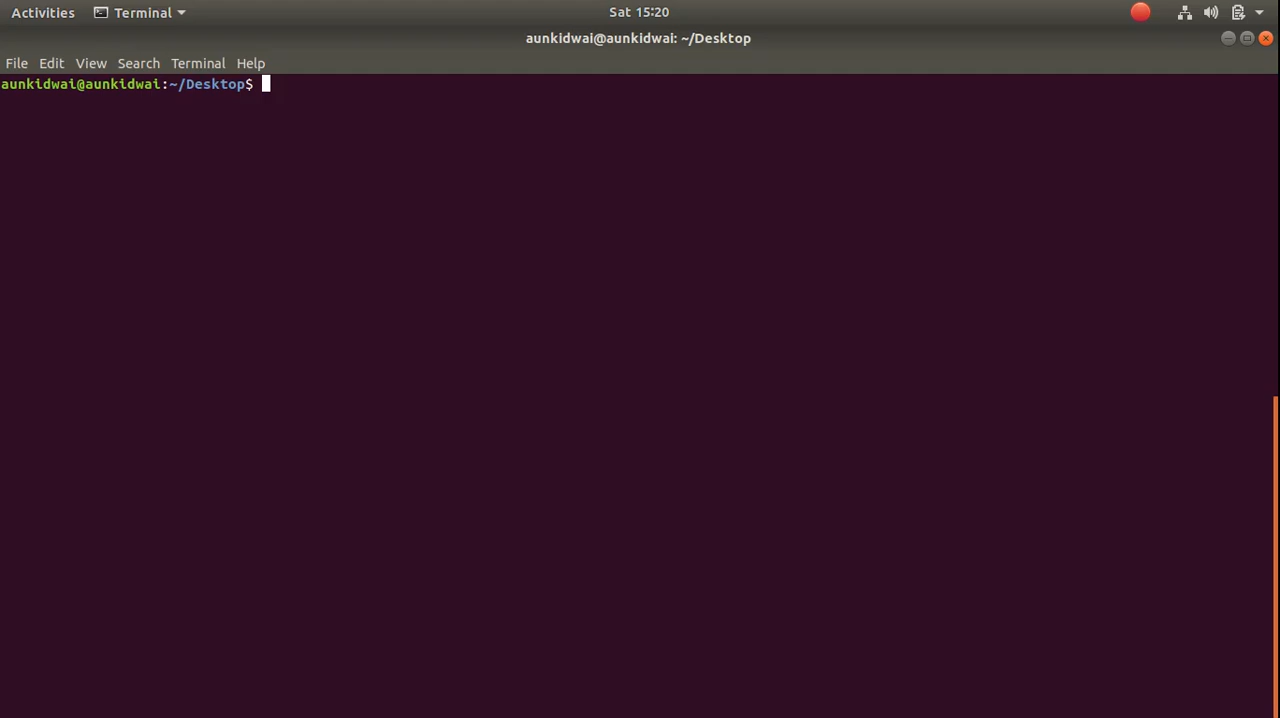 Activities Terminal Sat 15:20
aunkidwai@aunkidwai: ~/Desktop
File Edit View Search Terminal Help
aunkidwai@aunkidwai:~/Desktop$